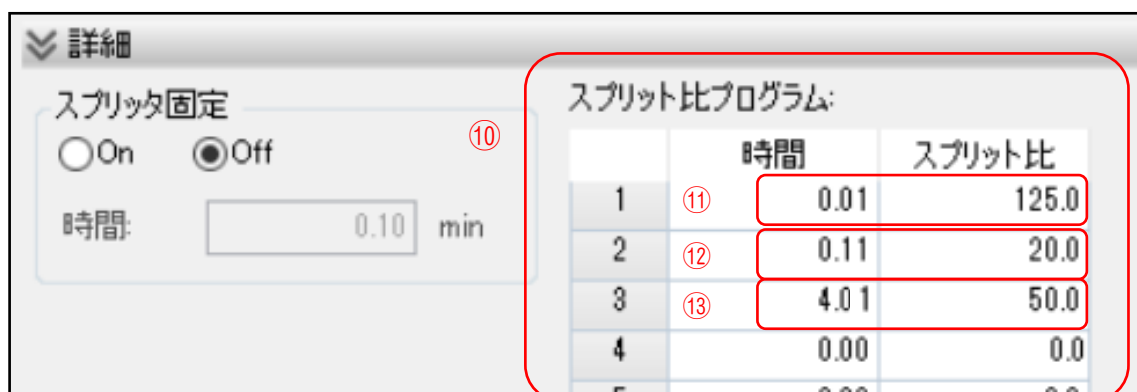 詳細
スプリッタ固定
On Off
時間: 0.10 min
⑩
スプリット比プログラム:
時間 スプリット比
1 ⑪ 0.01 125.0
2 ⑫ 0.11 20.0
3 ⑬ 4.01 50.0
4 0.00 0.0